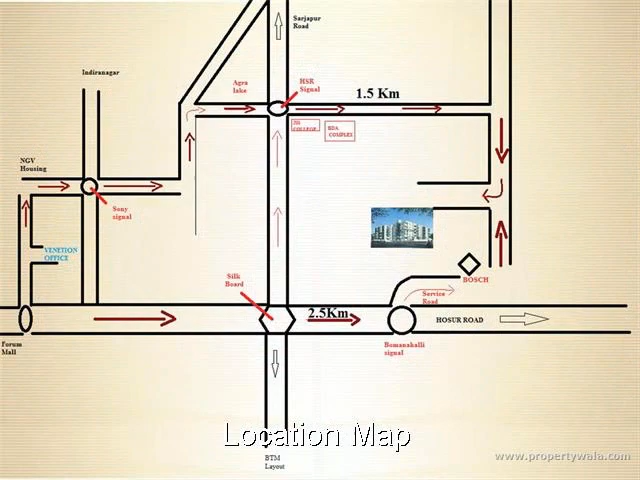 Sarjapur
Road
Indiranagar
Agra
lake
HSR
Signal
1.5 Km
JSS
COLLEGE
BDA
COMPLEX
NGV
Housing
Sony
signal
VENETION
OFFICE
Silk
Board
BOSCH
Service
Road
2.5Km
HOSUR ROAD
Forum
Mall
Bomanahalli
signal
Location Map
BTM
Layout
www.propertywala.com